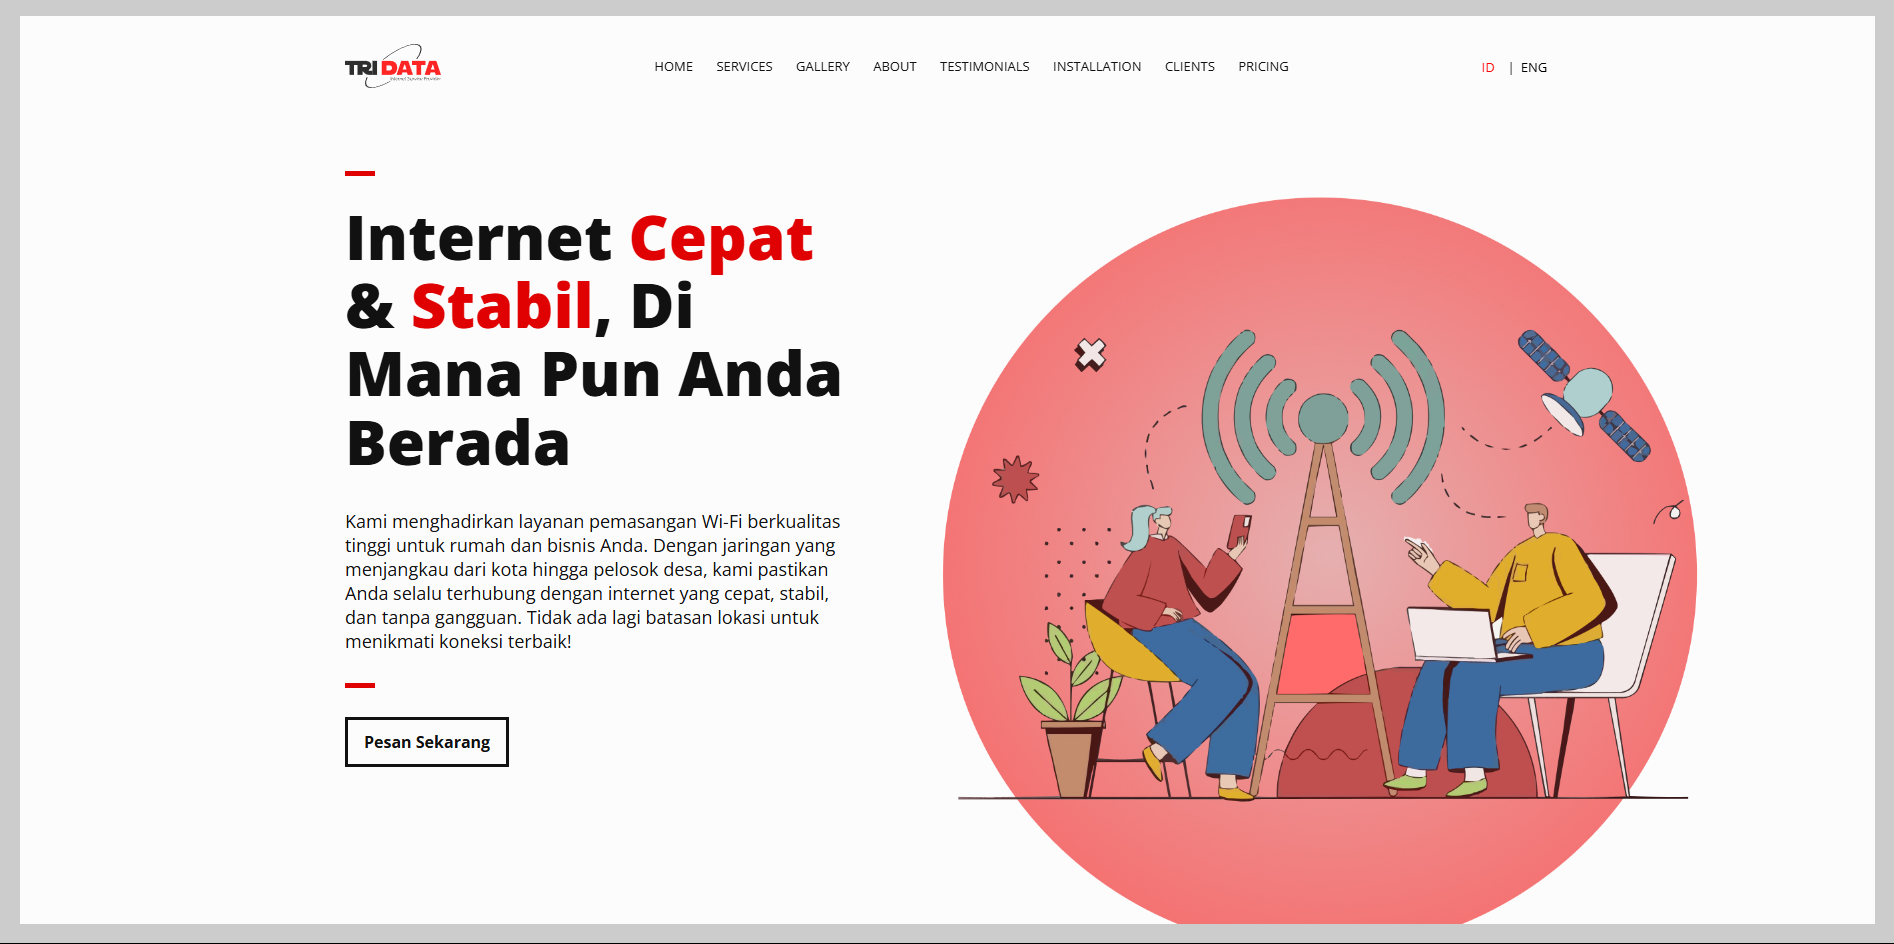 TRI DATA
Internet Service Provider
HOME SERVICES GALLERY ABOUT TESTIMONIALS INSTALLATION CLIENTS PRICING
ID | ENG
Internet Cepat
& Stabil, Di
Mana Pun Anda
Berada
Kami menghadirkan layanan pemasangan Wi-Fi berkualitas
tinggi untuk rumah dan bisnis Anda. Dengan jaringan yang
menjangkau dari kota hingga pelosok desa, kami pastikan
Anda selalu terhubung dengan internet yang cepat, stabil,
dan tanpa gangguan. Tidak ada lagi batasan lokasi untuk
menikmati koneksi terbaik!
Pesan Sekarang